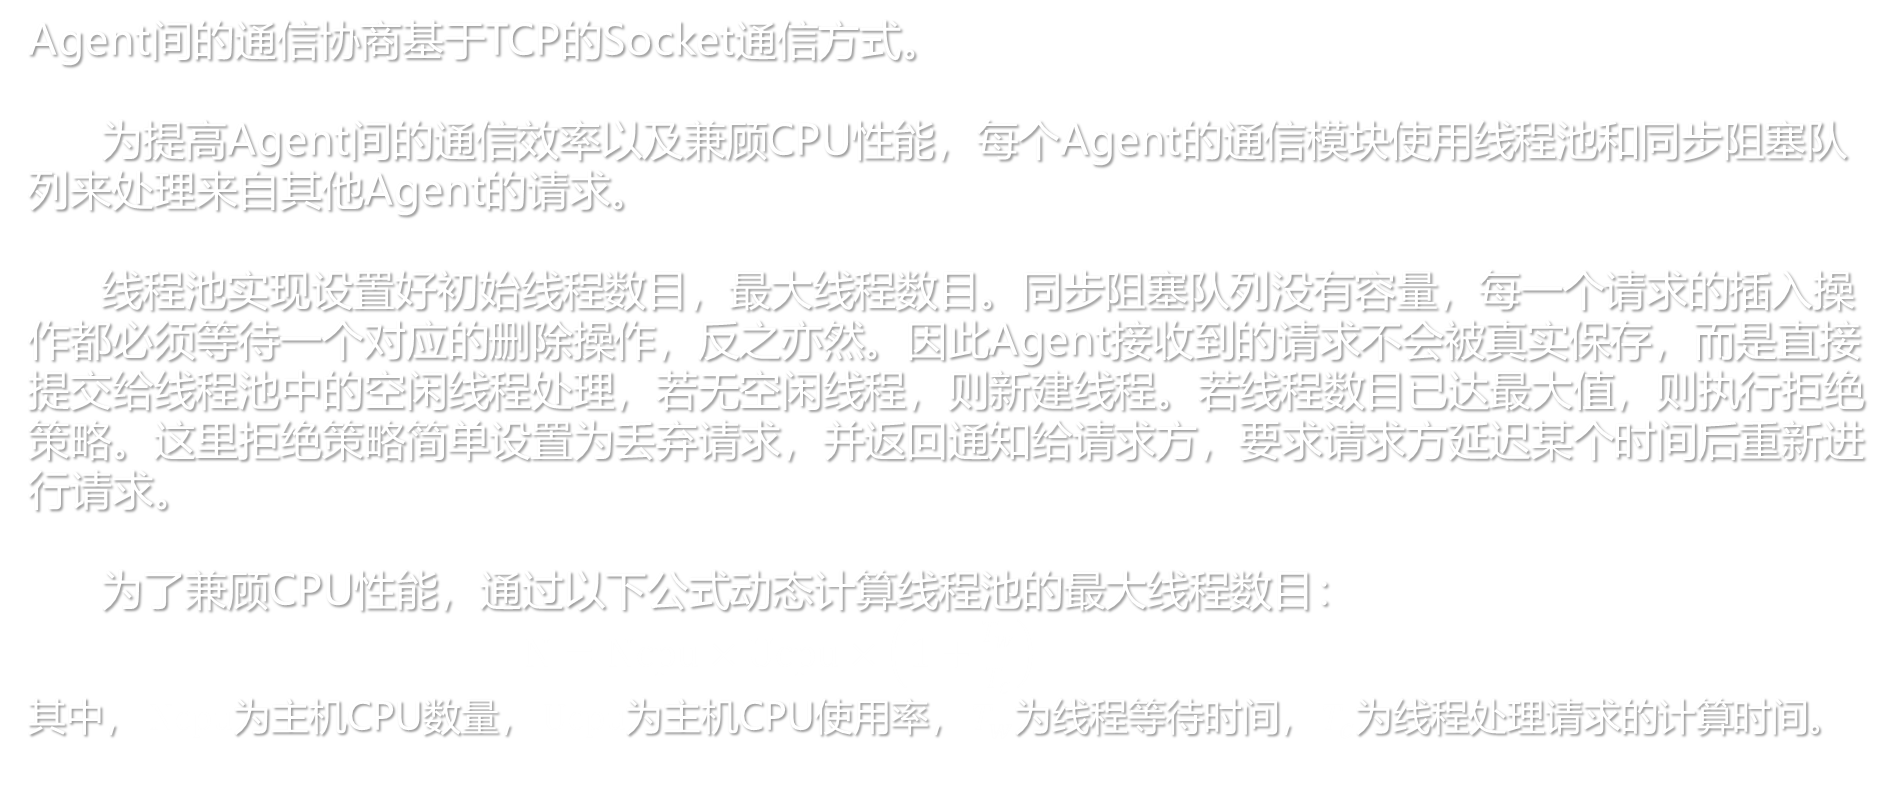 Agent间的通信协商基于TCP的Socket通信方式。
为提高Agent间的通信效率以及兼顾CPU性能，每个Agent的通信模块使用线程池和同步阻塞队
列来处理来自其他Agent的请求。
线程池实现设置好初始线程数目，最大线程数目。同步阻塞队列没有容量，每一个请求的插入操
作都必须等待一个对应的删除操作，反之亦然。因此Agent接收到的请求不会被真实保存，而是直接
提交给线程池中的空闲线程处理，若无空闲线程，则新建线程。若线程数目已达最大值，则执行拒绝
策略。这里拒绝策略简单设置为丢弃请求，并返回通知给请求方，要求请求方延迟某个时间后重新进
行请求。
为了兼顾CPU性能，通过以下公式动态计算线程池的最大线程数目：
其中， 为主机CPU数量， 为主机CPU使用率， 为线程等待时间， 为线程处理请求的计算时间。